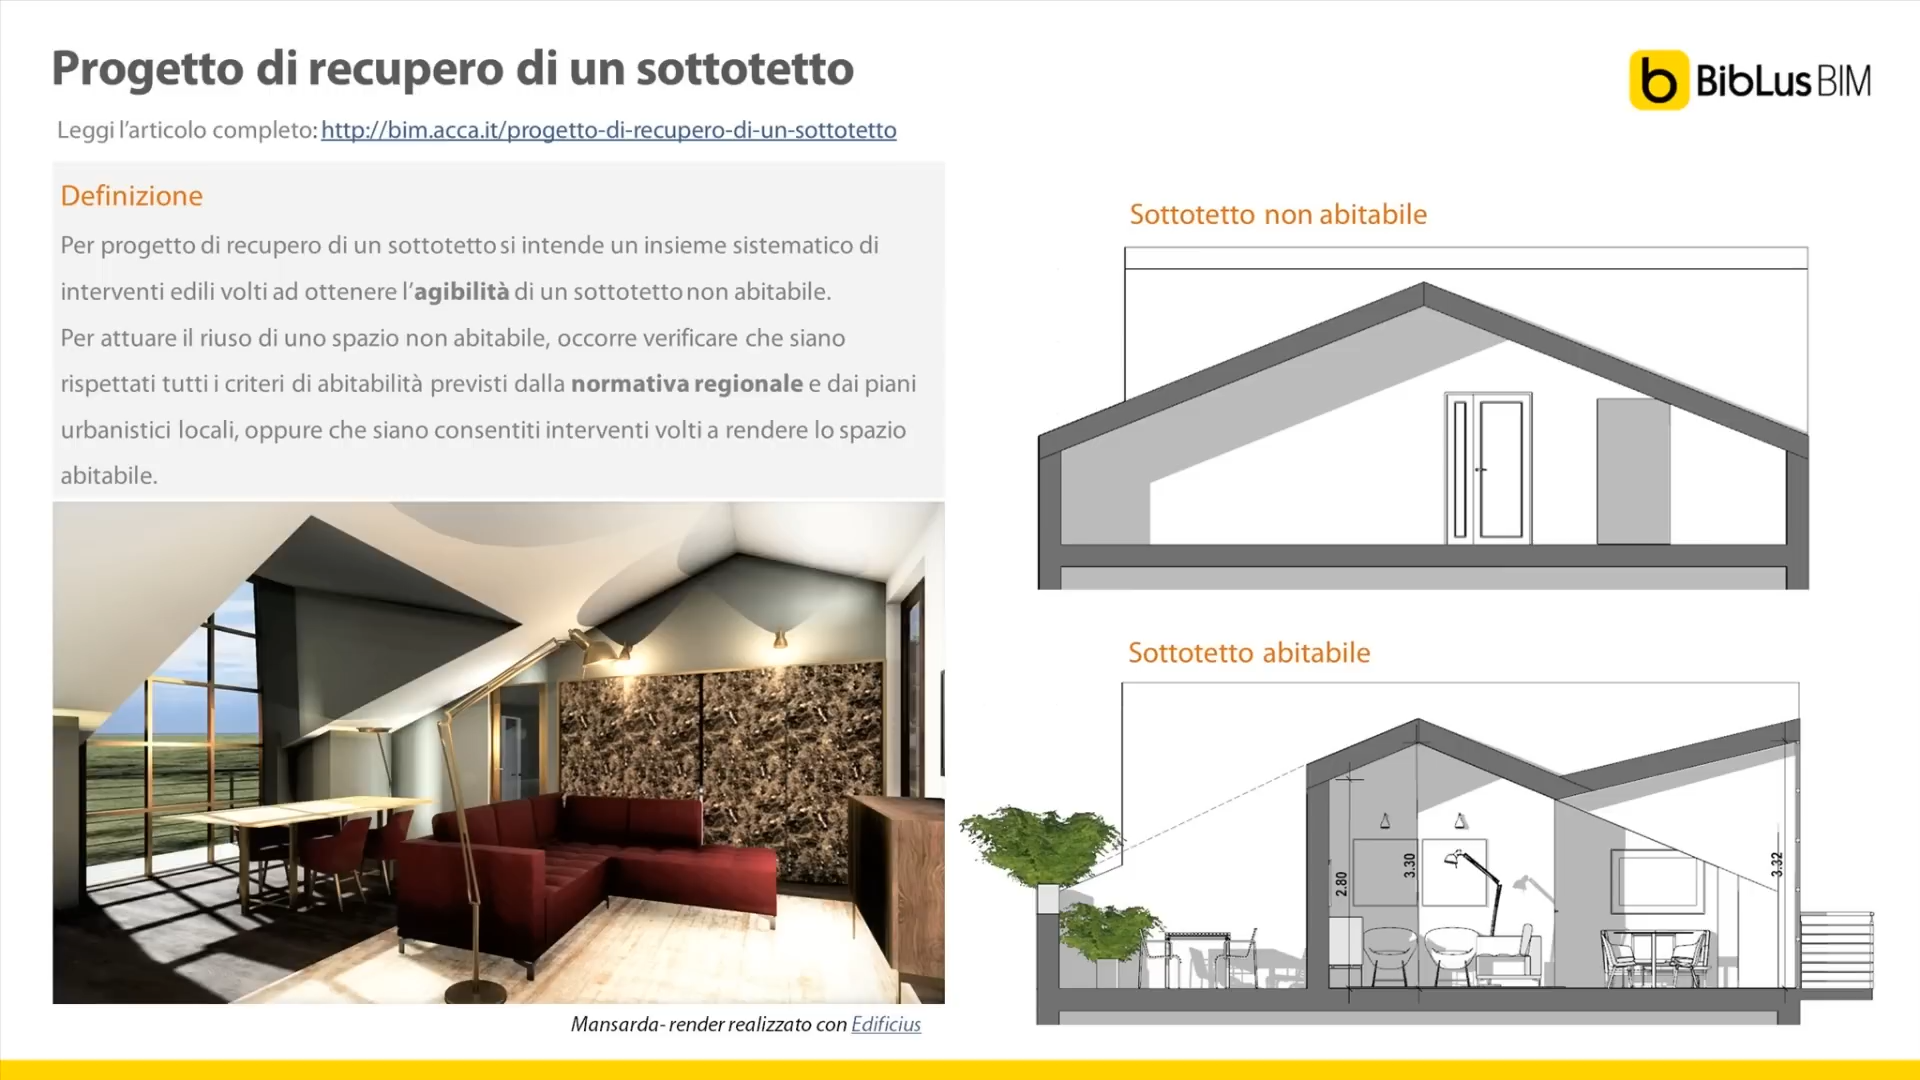 Progetto di recupero di un sottotetto
b BibLus BIM
Leggi l'articolo completo: http://bim.acca.it/progetto-di-recupero-di-un-sottotetto
Definizione
Per progetto di recupero di un sottotetto si intende un insieme sistematico di
interventi edili volti ad ottenere l'agibilità di un sottotetto non abitabile.
Per attuare il riuso di uno spazio non abitabile, occorre verificare che siano
rispettati tutti i criteri di abitabilità previsti dalla normativa regionale e dai piani
urbanistici locali, oppure che siano consentiti interventi volti a rendere lo spazio
abitabile.
Mansarda- render realizzato con Edificius
Sottotetto non abitabile
Sottotetto abitabile
2.80
3.30
3.32